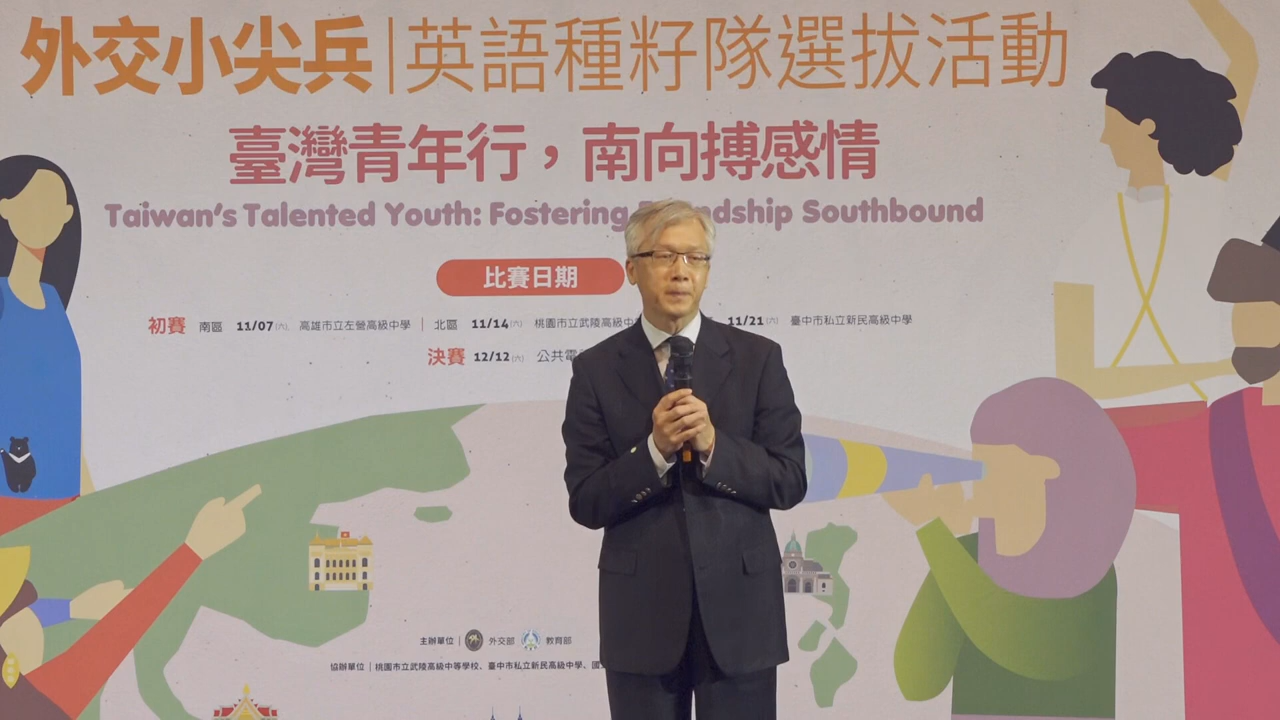 外交小尖兵|英語種籽隊選拔活動
臺灣青年行,南向搏感情
Taiwan's Talented Youth: Fostering ndship Southbound
比賽日期
初賽 南區 11/07(六) 高雄市立左營高級中學 | 北區 11/14(六) 桃園市立武陵高級中 11/21(六) 臺中市私立新民高級中學
決賽 12/12(六) 公共電
主辦單位 | 外交部 教育部
協辦單位 | 桃園市立武陵高級中等學校、臺中市私立新民高級中學、國